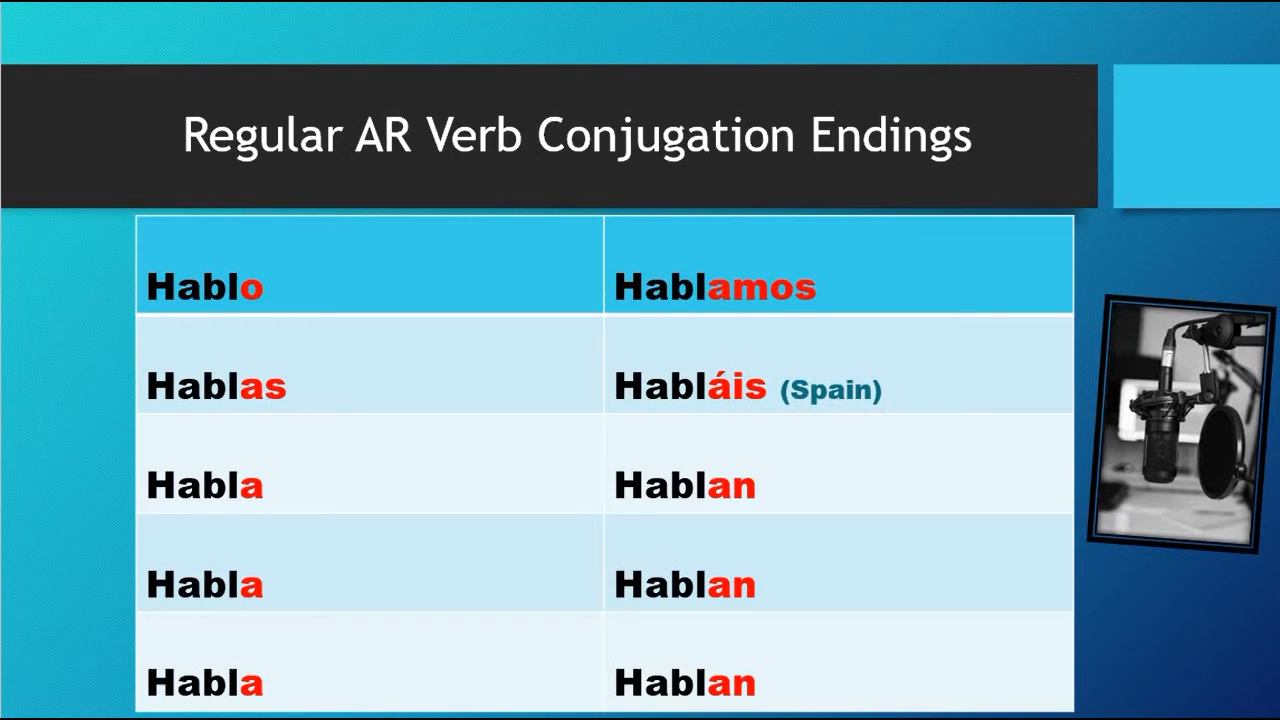 Regular AR Verb Conjugation Endings
Hablo
Hablamos
Hablas
Habláis (Spain)
Habla
Hablan
Habla
Hablan
Habla
Hablan